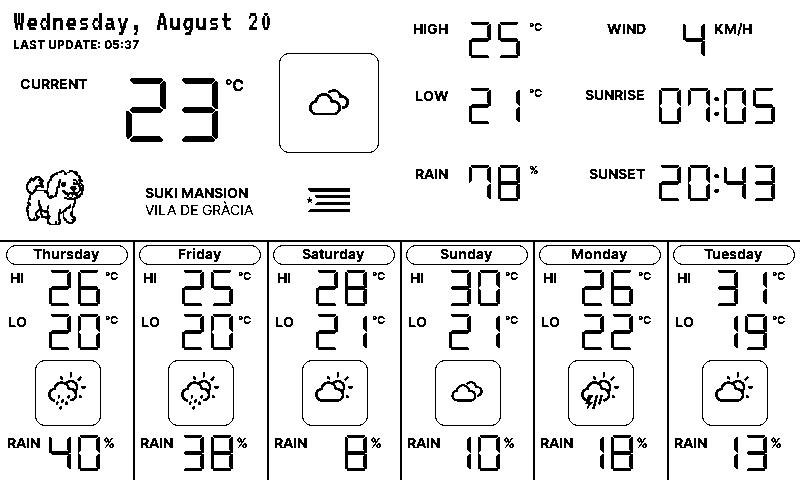 Wednesday, August 20
LAST UPDATE: 05:37
CURRENT 23 °C
SUKI MANSION
VILA DE GRÀCIA
HIGH 25 °C
LOW 21 °C
RAIN 78 %
WIND 4 KM/H
SUNRISE 07:05
SUNSET 20:43
Thursday
HI 26 °C
LO 20 °C
RAIN 40 %
Friday
HI 25 °C
LO 20 °C
RAIN 38 %
Saturday
HI 28 °C
LO 21 °C
RAIN 8 %
Sunday
HI 30 °C
LO 21 °C
RAIN 10 %
Monday
HI 26 °C
LO 22 °C
RAIN 18 %
Tuesday
HI 31 °C
LO 19 °C
RAIN 13 %